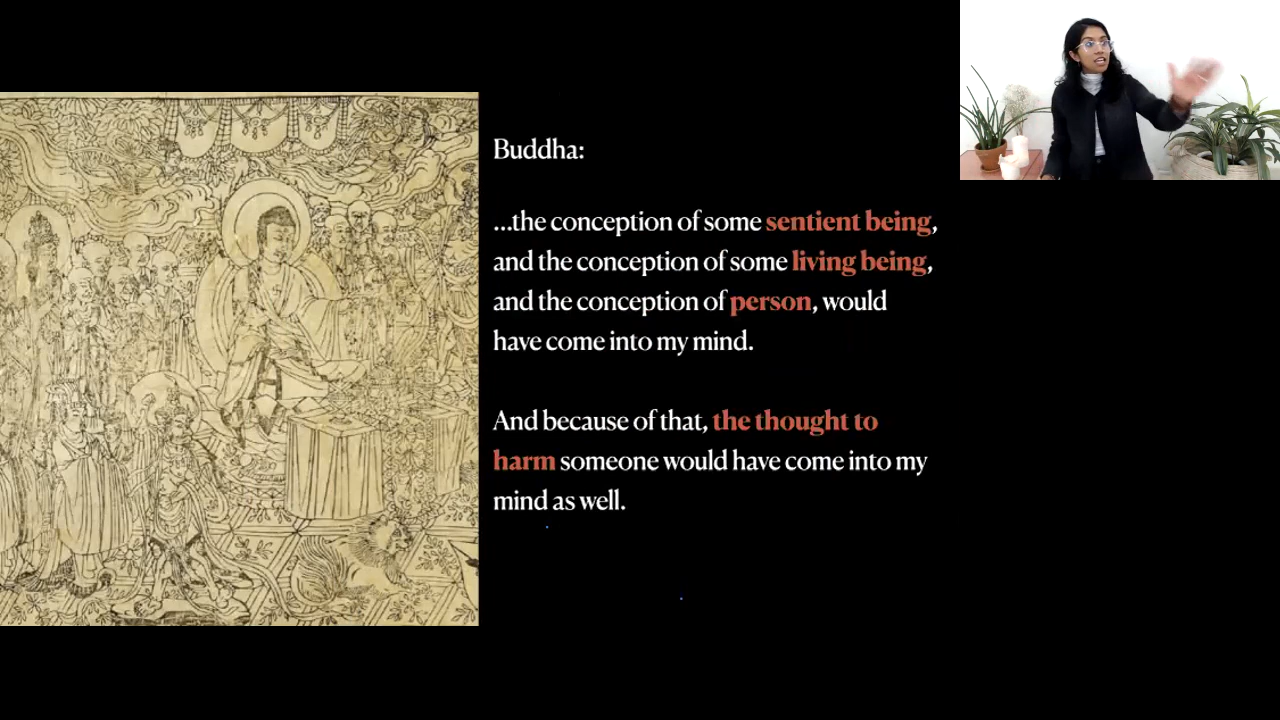 Buddha:
...the conception of some sentient being,
and the conception of some living being,
and the conception of person, would
have come into my mind.
And because of that, the thought to
harm someone would have come into my
mind as well.